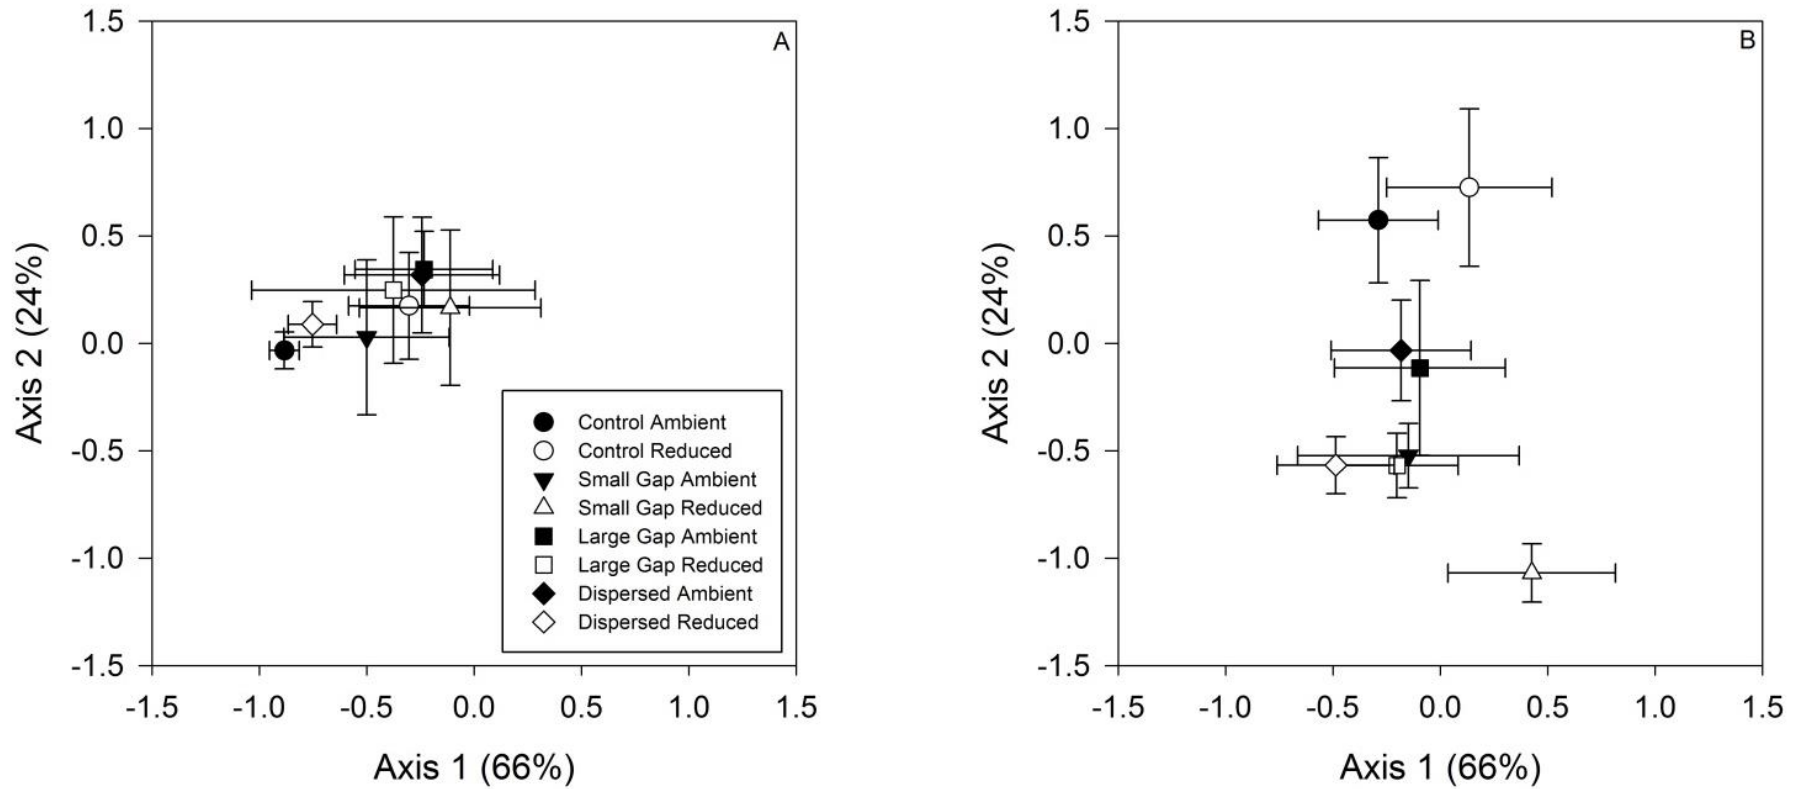 A
1.5
1.0
0.5
0.0
-0.5
-1.0
-1.5
Axis 2 (24%)
Control Ambient
Control Reduced
Small Gap Ambient
Small Gap Reduced
Large Gap Ambient
Large Gap Reduced
Dispersed Ambient
Dispersed Reduced
-1.5 -1.0 -0.5 0.0 0.5 1.0 1.5
Axis 1 (66%)
B
1.5
1.0
0.5
0.0
-0.5
-1.0
-1.5
Axis 2 (24%)
-1.5 -1.0 -0.5 0.0 0.5 1.0 1.5
Axis 1 (66%)